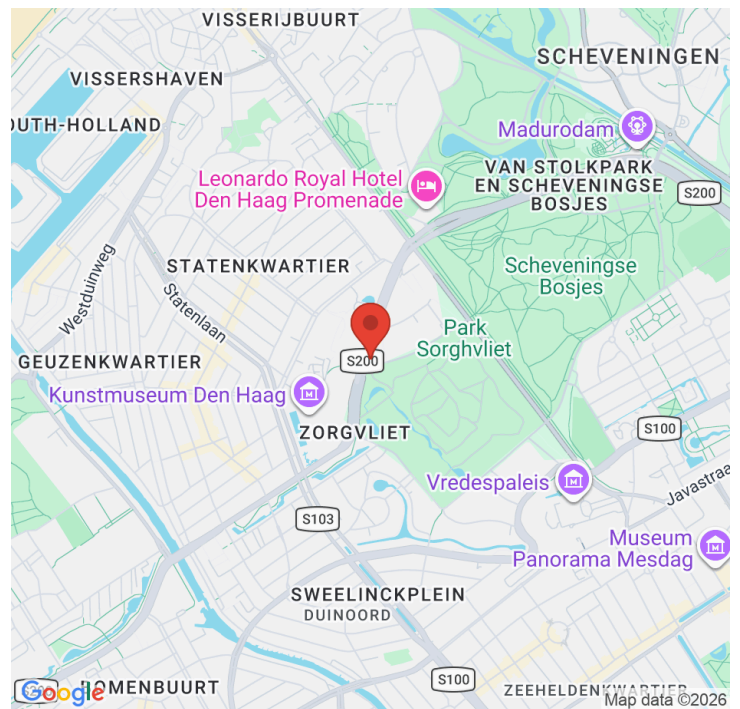 VISSERIJBUURT
SCHEVENINGEN
VISSERSHAVEN
OUTH-HOLLAND
Madurodam
VAN STOLKPARK
EN SCHEVENINGSE
BOSJES
Leonardo Royal Hotel
Den Haag Promenade
S200
STATENKWARTIER
Scheveningse
Bosjes
Westduinweg
Statenlaan
Park
Sorghvliet
S200
GEUZENKWARTIER
Kunstmuseum Den Haag
ZORGVLIET
S100
Vredespaleis
Javastraa
S103
Museum
Panorama Mesdag
SWEELINCKPLEIN
DUINOORD
S100
ZEEHELDENKWARTIER
OMENBUURT
Google
Map data ©2026